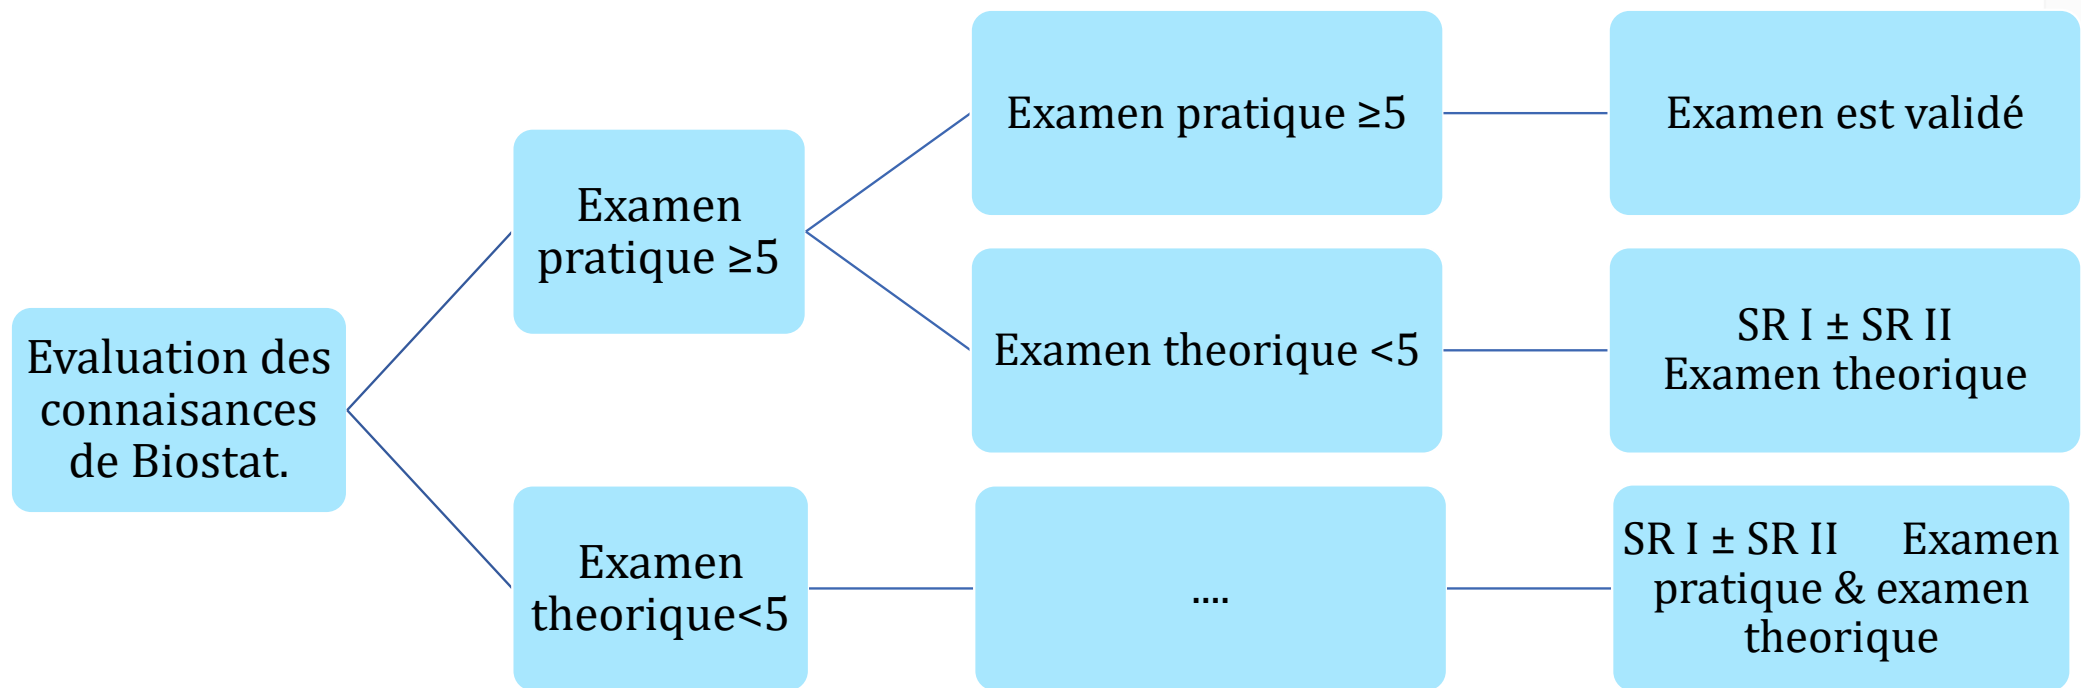 Evaluation des
connaisances
de Biostat.
Examen
pratique ≥5
Examen pratique ≥5
Examen est validé
Examen theorique <5
SR I ± SR II
Examen theorique
Examen
theorique<5
....
SR I ± SR II Examen
pratique & examen
theorique